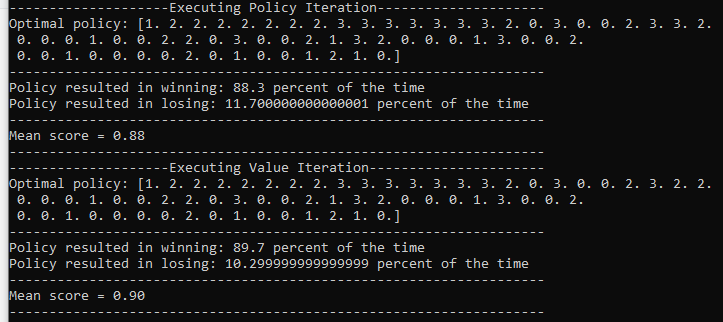 --------------------Executing Policy Iteration---------------------
Optimal policy: [1. 2. 2. 2. 2. 2. 2. 2. 3. 3. 3. 3. 3. 3. 3. 2. 0. 3. 0. 0. 2. 3. 3. 2.
 0. 0. 0. 1. 0. 0. 2. 2. 0. 3. 0. 0. 2. 1. 3. 2. 0. 0. 0. 1. 3. 0. 0. 2.
 0. 0. 1. 0. 0. 0. 0. 2. 0. 1. 0. 0. 1. 2. 1. 0.]
-------------------------------------------------------------------
Policy resulted in winning: 88.3 percent of the time
Policy resulted in losing: 11.700000000000001 percent of the time
-------------------------------------------------------------------
Mean score = 0.88
-------------------------------------------------------------------
--------------------Executing Value Iteration----------------------
Optimal policy: [1. 2. 2. 2. 2. 2. 2. 2. 3. 3. 3. 3. 3. 3. 3. 2. 0. 3. 0. 0. 2. 3. 2. 2.
 0. 0. 0. 1. 0. 0. 2. 2. 0. 3. 0. 0. 2. 1. 3. 2. 0. 0. 0. 1. 3. 0. 0. 2.
 0. 0. 1. 0. 0. 0. 0. 2. 0. 1. 0. 0. 1. 2. 1. 0.]
-------------------------------------------------------------------
Policy resulted in winning: 89.7 percent of the time
Policy resulted in losing: 10.299999999999999 percent of the time
-------------------------------------------------------------------
Mean score = 0.90
-------------------------------------------------------------------